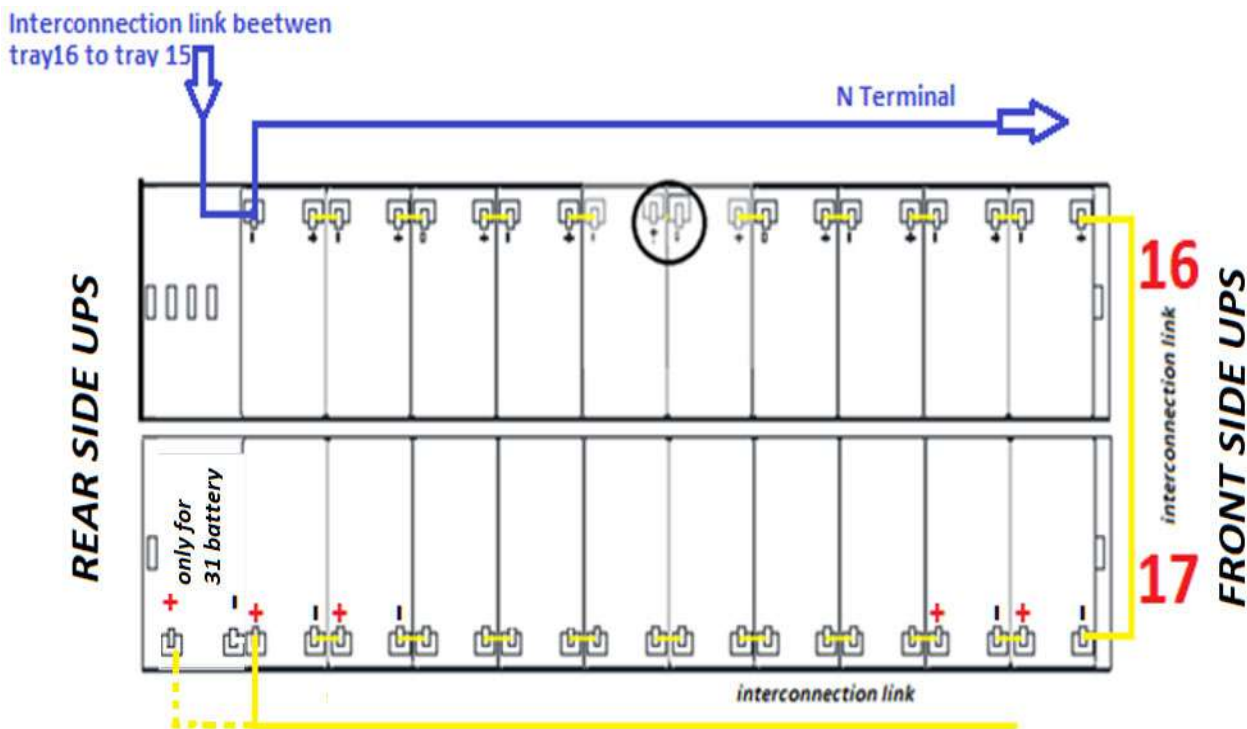 Interconnection link beetwen
tray16 to tray 15
N Terminal
- + - + - + - + - + - + - + - + - + - +
REAR SIDE UPS
16
interconnection link
FRONT SIDE UPS
only for
31 battery
17
+ - + - + - + - + -
interconnection link